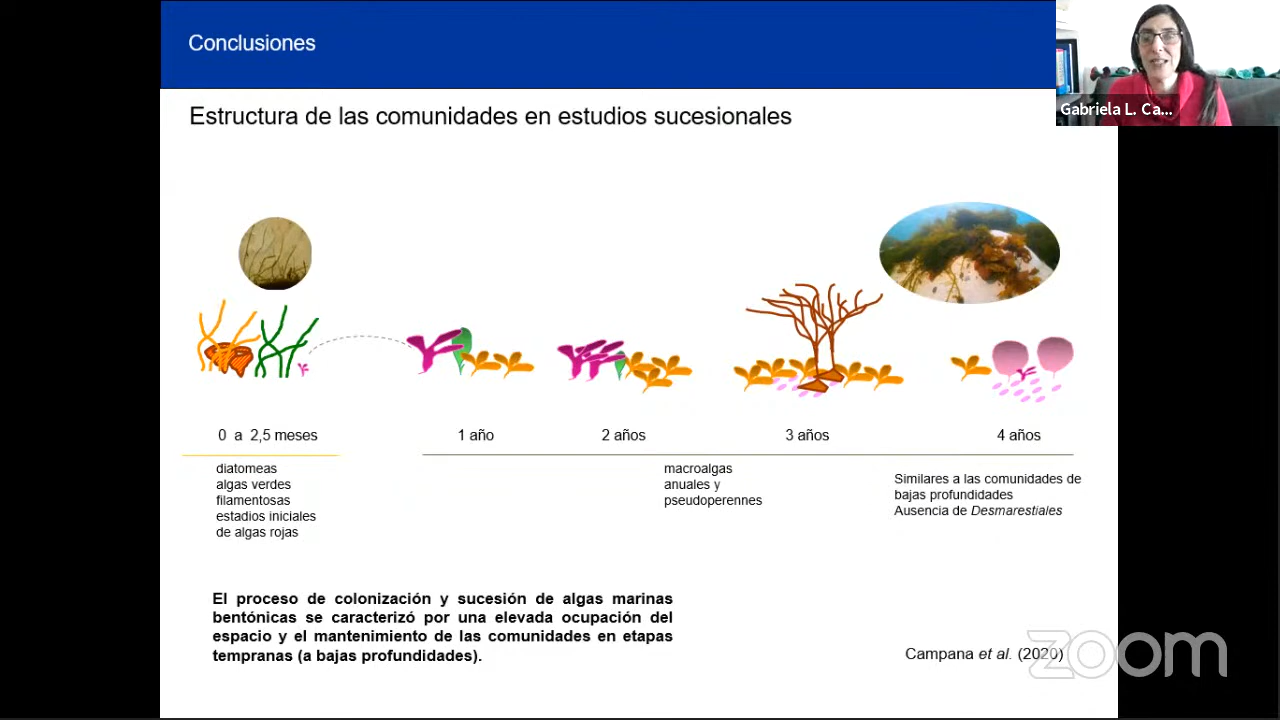 Conclusiones
Gabriela L. Ca...
Estructura de las comunidades en estudios sucesionales
0 a 2,5 meses
1 año
2 años
3 años
4 años
diatomeas
algas verdes
filamentosas
estadios iniciales
de algas rojas
macroalgas
anuales y
pseudoperennes
Similares a las comunidades de
bajas profundidades
Ausencia de Desmarestiales
El proceso de colonización y sucesión de algas marinas
bentónicas se caracterizó por una elevada ocupación del
espacio y el mantenimiento de las comunidades en etapas
tempranas (a bajas profundidades).
Campana et al. (2020)
zoom